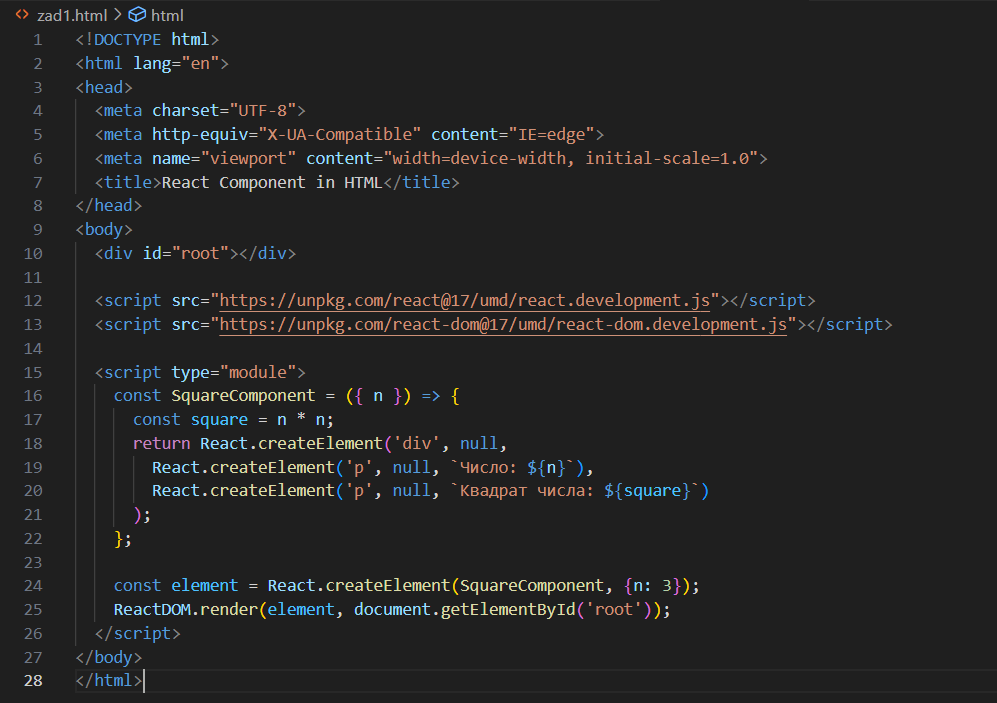 zad1.html > html
1 <!DOCTYPE html>
2 <html lang="en">
3 <head>
4   <meta charset="UTF-8">
5   <meta http-equiv="X-UA-Compatible" content="IE=edge">
6   <meta name="viewport" content="width=device-width, initial-scale=1.0">
7   <title>React Component in HTML</title>
8 </head>
9 <body>
10   <div id="root"></div>
11
12   <script src="https://unpkg.com/react@17/umd/react.development.js"></script>
13   <script src="https://unpkg.com/react-dom@17/umd/react-dom.development.js"></script>
14
15   <script type="module">
16     const SquareComponent = ({ n }) => {
17       const square = n * n;
18       return React.createElement('div', null,
19         React.createElement('p', null, `Число: ${n}`),
20         React.createElement('p', null, `Квадрат числа: ${square}`)
21       );
22     };
23
24     const element = React.createElement(SquareComponent, {n: 3});
25     ReactDOM.render(element, document.getElementById('root'));
26   </script>
27 </body>
28 </html>